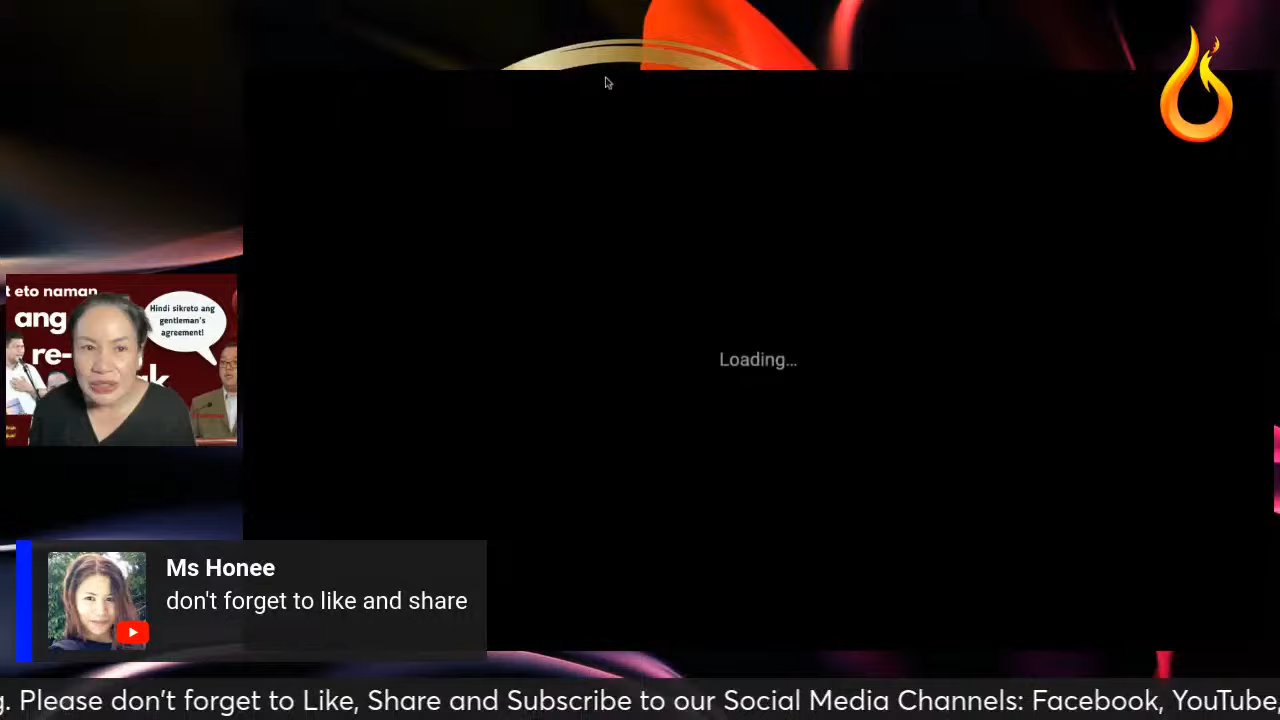 t eto naman
ang
re-
k
Hindi sikreto ang
gentleman's
agreement!
Loading...
Ms Honee
don't forget to like and share
g. Please don't forget to Like, Share and Subscribe to our Social Media Channels: Facebook, YouTube,